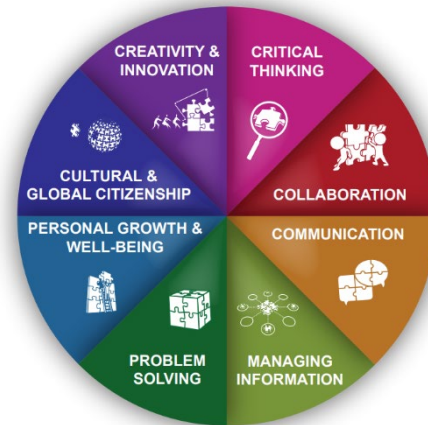 CREATIVITY &
INNOVATION
CRITICAL
THINKING
COLLABORATION
COMMUNICATION
MANAGING
INFORMATION
PROBLEM
SOLVING
PERSONAL GROWTH &
WELL-BEING
CULTURAL &
GLOBAL CITIZENSHIP